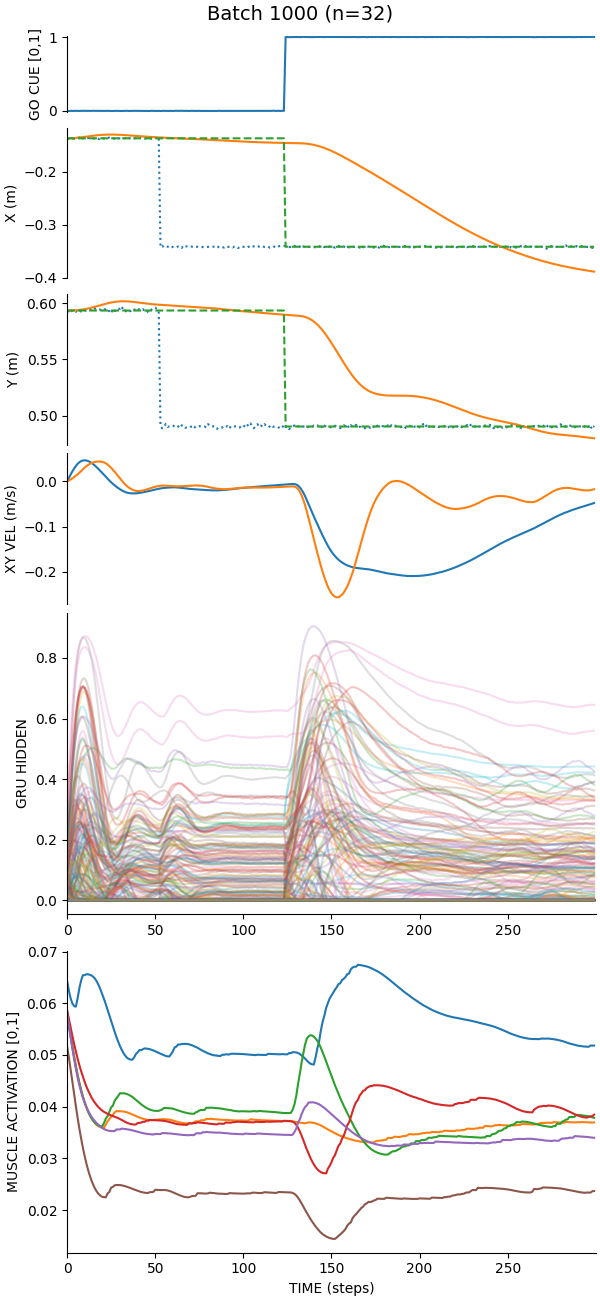 Batch 1000 (n=32)
GO CUE [0,1]
1
0
X (m)
−0.2
−0.3
−0.4
Y (m)
0.60
0.55
0.50
XY VEL (m/s)
0.0
−0.1
−0.2
GRU HIDDEN
0.8
0.6
0.4
0.2
0.0
0 50 100 150 200 250
MUSCLE ACTIVATION [0,1]
0.07
0.06
0.05
0.04
0.03
0.02
0 50 100 150 200 250
TIME (steps)